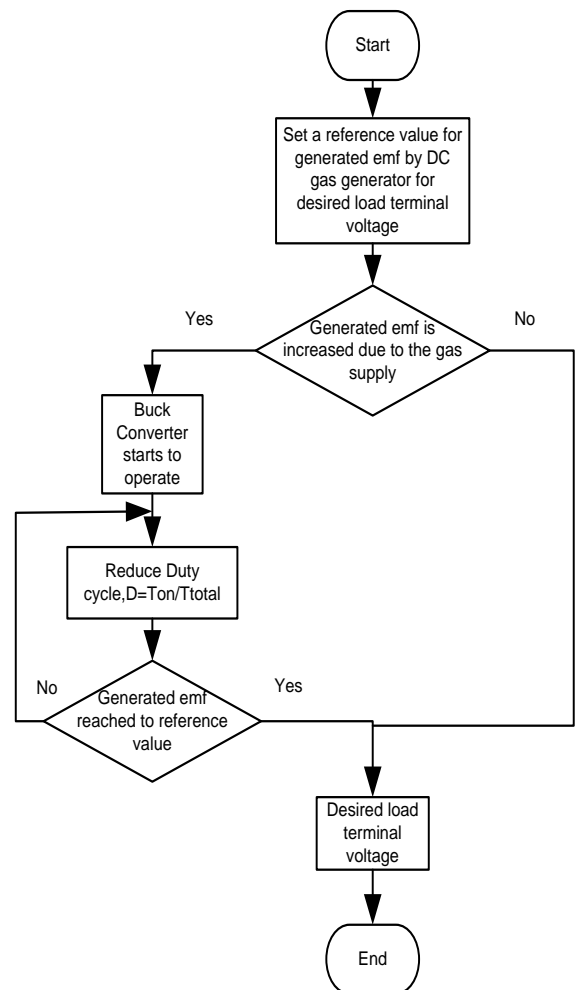 Start
Set a reference value for
generated emf by DC
gas generator for
desired load terminal
voltage
Yes
No
Generated emf is
increased due to the gas
supply
Buck
Converter
starts to
operate
Reduce Duty
cycle,D=Ton/Ttotal
No
Yes
Generated emf
reached to reference
value
Desired load
terminal
voltage
End